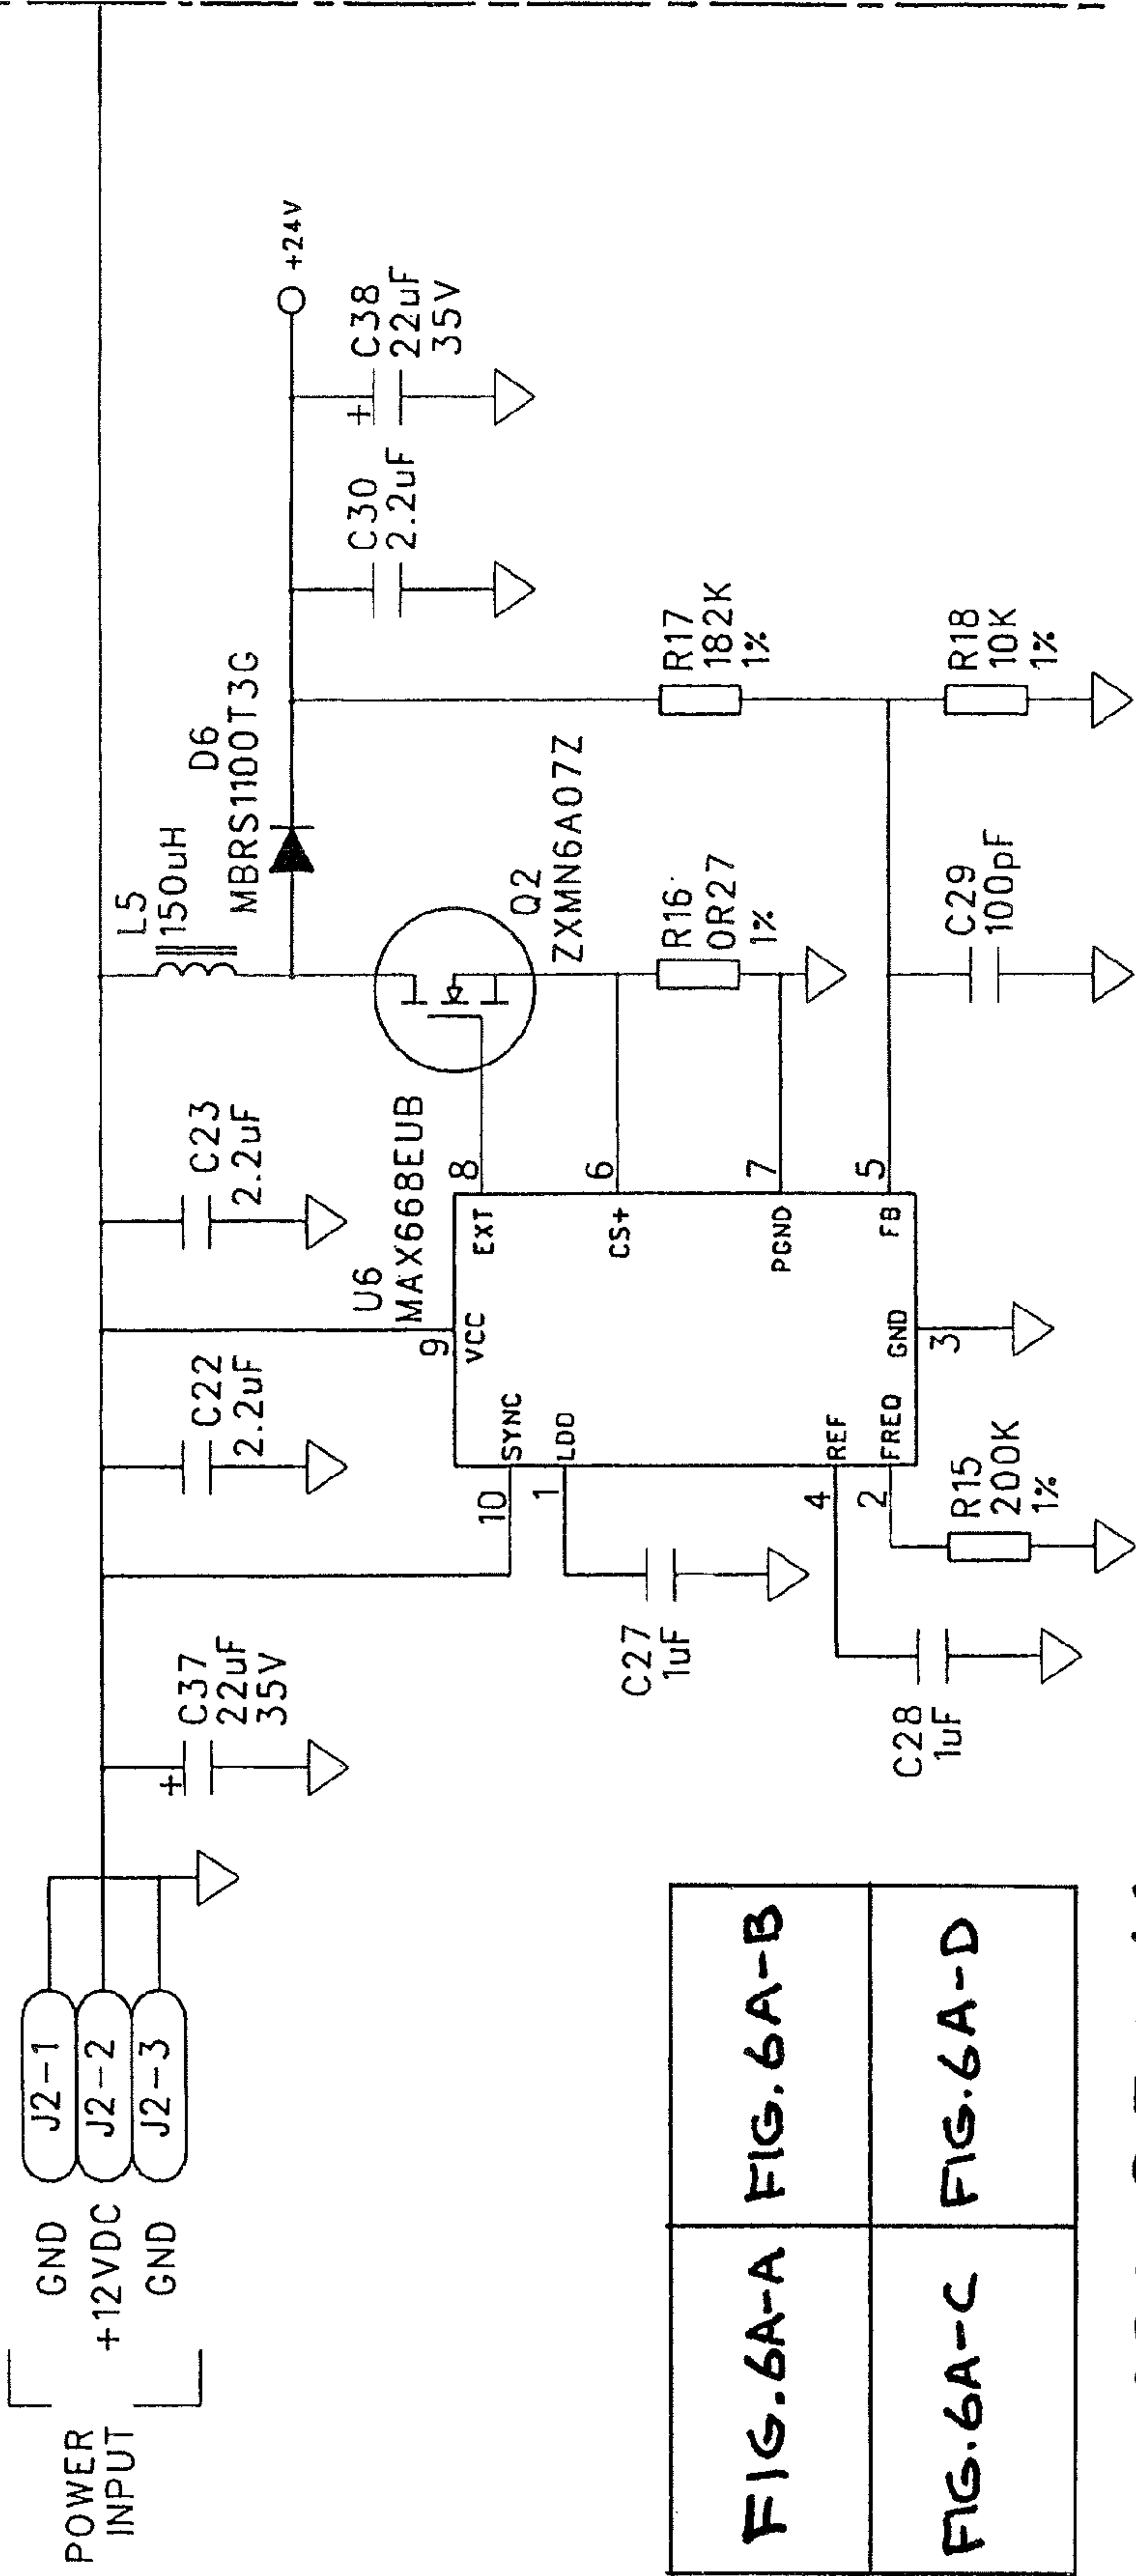 POWER
INPUT
GND
+12VDC
GND
J2-1
J2-2
J2-3
+
C37
22uF
35V
C22
2.2uF
C23
2.2uF
L5
150uH
D6
MBRS1100T3G
+24V
C30
2.2uF
+
C38
22uF
35V
U6
MAX668EUB
9
VCC
10
SYNC
1
LDO
4
REF
2
FREQ
3
GND
8
EXT
6
CS+
7
PGND
5
FB
Q2
ZXMN6A07Z
R16
0R27
1%
R17
182K
1%
R18
10K
1%
C29
100pF
C27
1uF
C28
1uF
R15
200K
1%
FIG.6A-A
FIG.6A-B
FIG.6A-C
FIG.6A-D